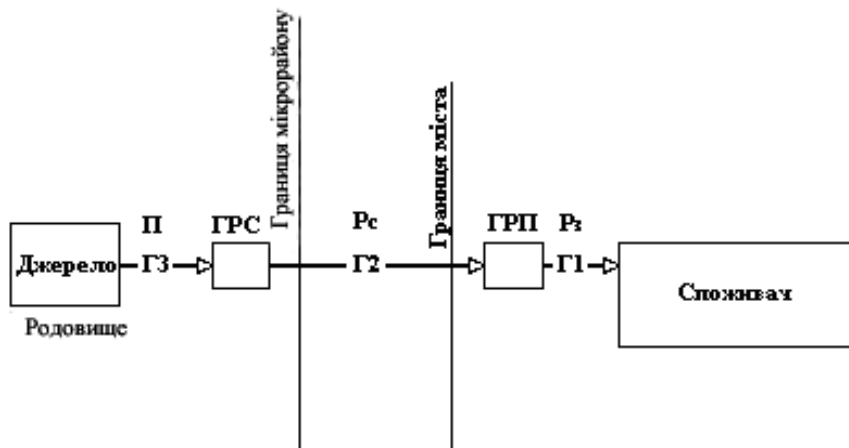 Границя мікрорайону
Границя міста
П
ГРС
Рс
ГРП
Рз
Джерело
Г3
Г2
Г1
Споживач
Родовище